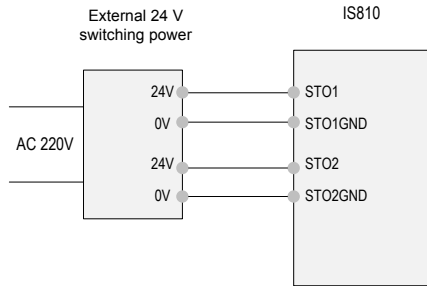 External 24 V
switching power
IS810
24V
STO1
0V
STO1GND
AC 220V
24V
STO2
0V
STO2GND